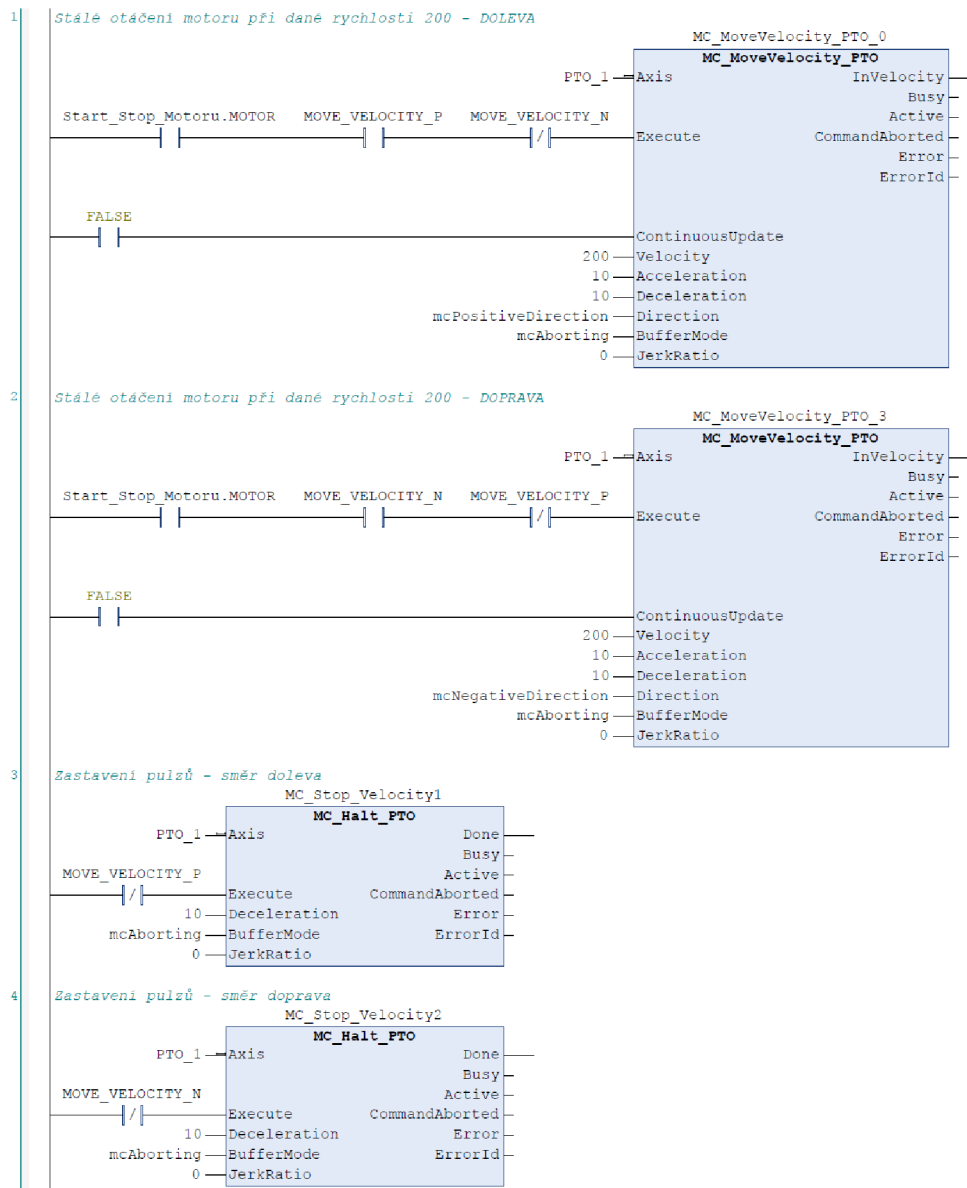 1 Stálé otáčení motoru při dané rychlosti 200 - DOLEVA
MC_MoveVelocity_PTO_0
MC_MoveVelocity_PTO
PTO_1 Axis InVelocity
Busy
Start_Stop_Motoru.MOTOR MOVE_VELOCITY_P MOVE_VELOCITY_N Active
/ Execute CommandAborted
Error
ErrorId
FALSE
ContinuousUpdate
200 Velocity
10 Acceleration
10 Deceleration
mcPositiveDirection Direction
mcAborting BufferMode
0 JerkRatio
2 Stálé otáčení motoru při dané rychlosti 200 - DOPRAVA
MC_MoveVelocity_PTO_3
MC_MoveVelocity_PTO
PTO_1 Axis InVelocity
Busy
Start_Stop_Motoru.MOTOR MOVE_VELOCITY_N MOVE_VELOCITY_P Active
/ Execute CommandAborted
Error
ErrorId
FALSE
ContinuousUpdate
200 Velocity
10 Acceleration
10 Deceleration
mcNegativeDirection Direction
mcAborting BufferMode
0 JerkRatio
3 Zastavení pulzů - směr doleva
MC_Stop_Velocity1
MC_Halt_PTO
PTO_1 Axis Done
Busy
MOVE_VELOCITY_P Active
/ Execute CommandAborted
10 Deceleration Error
mcAborting BufferMode ErrorId
0 JerkRatio
4 Zastavení pulzů - směr doprava
MC_Stop_Velocity2
MC_Halt_PTO
PTO_1 Axis Done
Busy
MOVE_VELOCITY_N Active
/ Execute CommandAborted
10 Deceleration Error
mcAborting BufferMode ErrorId
0 JerkRatio